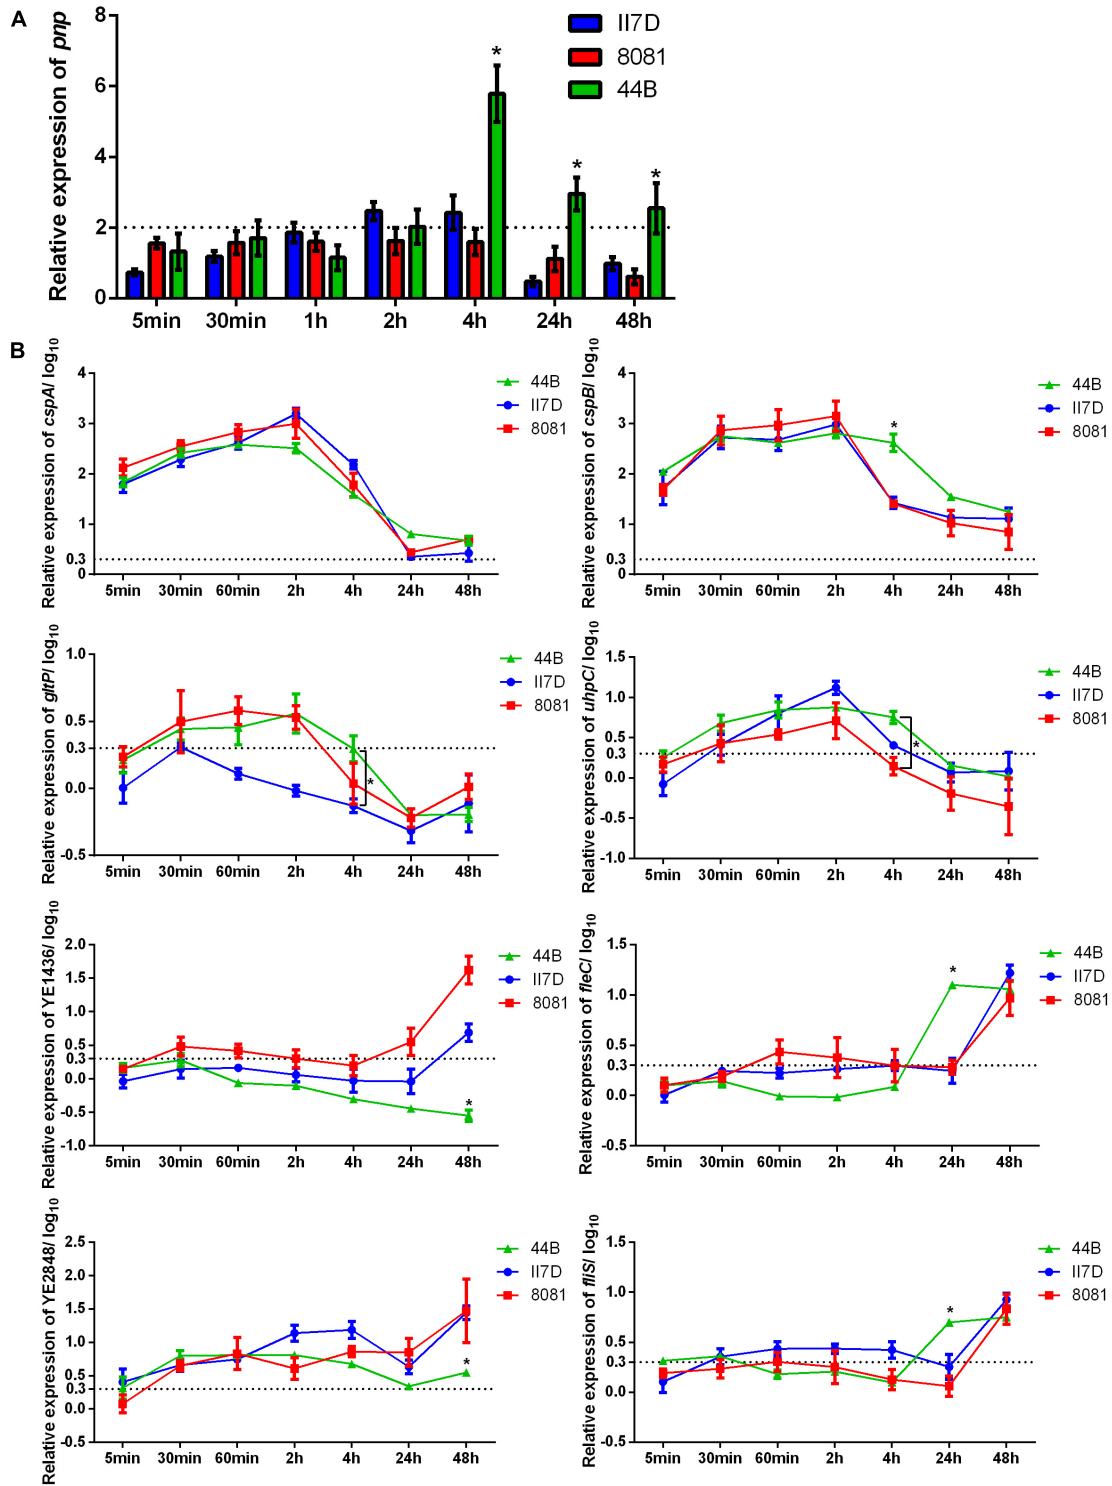 A
Relative expression of pnp
8
6
4
2
0
* * *
5min 30min 1h 2h 4h 24h 48h
II7D
8081
44B
B
Relative expression of cspA/ log10
4
3
2
1
0.3
0
5min 30min 60min 2h 4h 24h 48h
44B
II7D
8081
Relative expression of cspB/ log10
4
3
2
1
0.3
0
*
5min 30min 60min 2h 4h 24h 48h
44B
II7D
8081
Relative expression of gltP/ log10
1.0
0.5
0.3
0.0
-0.5
*
5min 30min 60min 2h 4h 24h 48h
44B
II7D
8081
Relative expression of uhpC/ log10
1.5
1.0
0.5
0.3
0.0
-0.5
-1.0
*
5min 30min 60min 2h 4h 24h 48h
44B
II7D
8081
Relative expression of YE1436/ log10
2.0
1.5
1.0
0.5
0.3
0.0
-0.5
-1.0
*
5min 30min 60min 2h 4h 24h 48h
44B
II7D
8081
Relative expression of fleC/ log10
1.5
1.0
0.5
0.3
0.0
-0.5
*
5min 30min 60min 2h 4h 24h 48h
44B
II7D
8081
Relative expression of YE2848/ log10
2.5
2.0
1.5
1.0
0.5
0.3
0.0
-0.5
*
5min 30min 60min 2h 4h 24h 48h
44B
II7D
8081
Relative expression of fliS/ log10
1.5
1.0
0.5
0.3
0.0
-0.5
*
5min 30min 60min 2h 4h 24h 48h
44B
II7D
8081